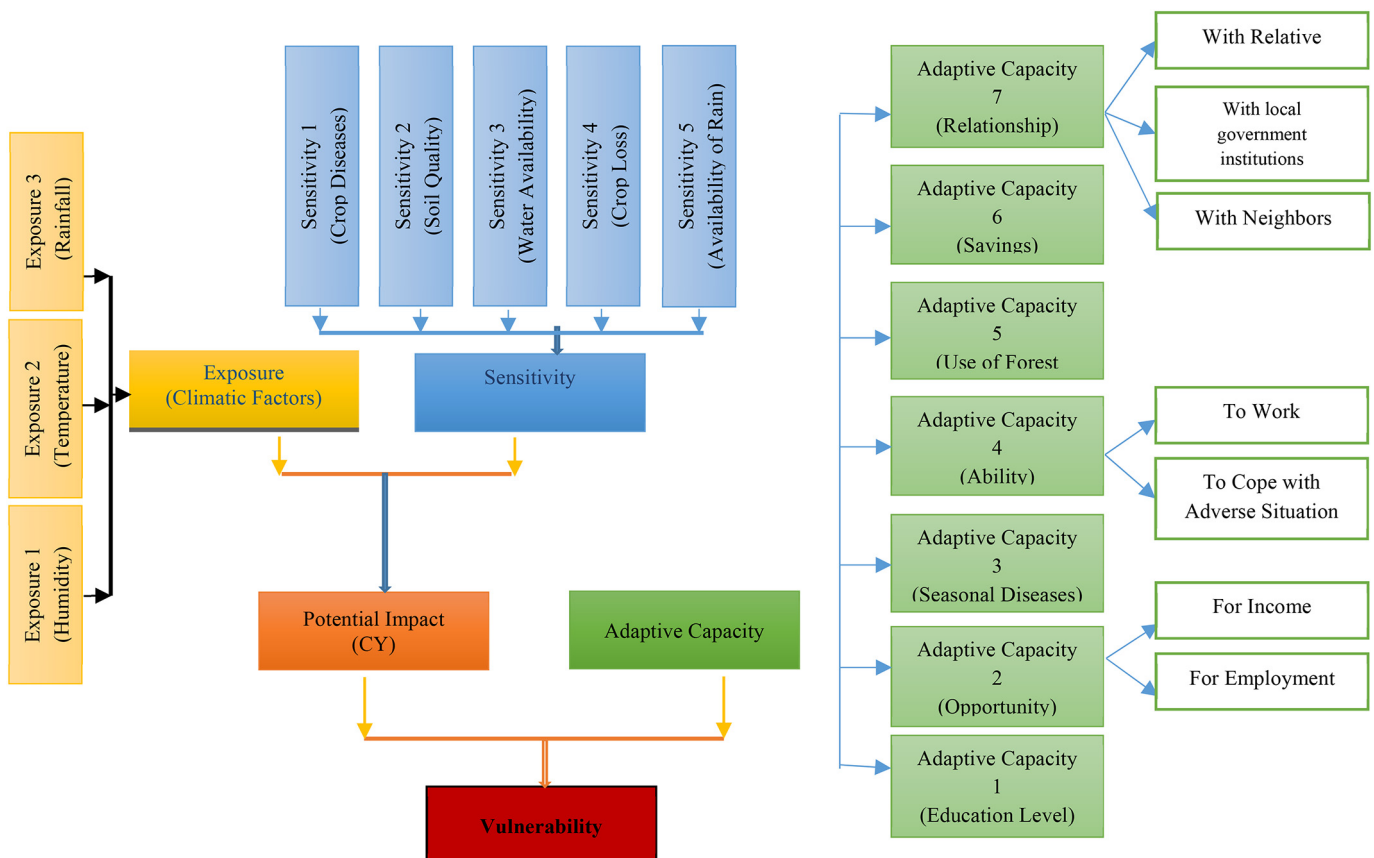 Exposure 3
(Rainfall)
Exposure 2
(Temperature)
Exposure 1
(Humidity)
Sensitivity 1
(Crop Diseases)
Sensitivity 2
(Soil Quality)
Sensitivity 3
(Water Availability)
Sensitivity 4
(Crop Loss)
Sensitivity 5
(Availability of Rain)
Exposure
(Climatic Factors)
Sensitivity
Potential Impact
(CY)
Adaptive Capacity
Vulnerability
Adaptive Capacity
7
(Relationship)
Adaptive Capacity
6
(Savings)
Adaptive Capacity
5
(Use of Forest
Adaptive Capacity
4
(Ability)
Adaptive Capacity
3
(Seasonal Diseases)
Adaptive Capacity
2
(Opportunity)
Adaptive Capacity
1
(Education Level)
With Relative
With local
government
institutions
With Neighbors
To Work
To Cope with
Adverse Situation
For Income
For Employment